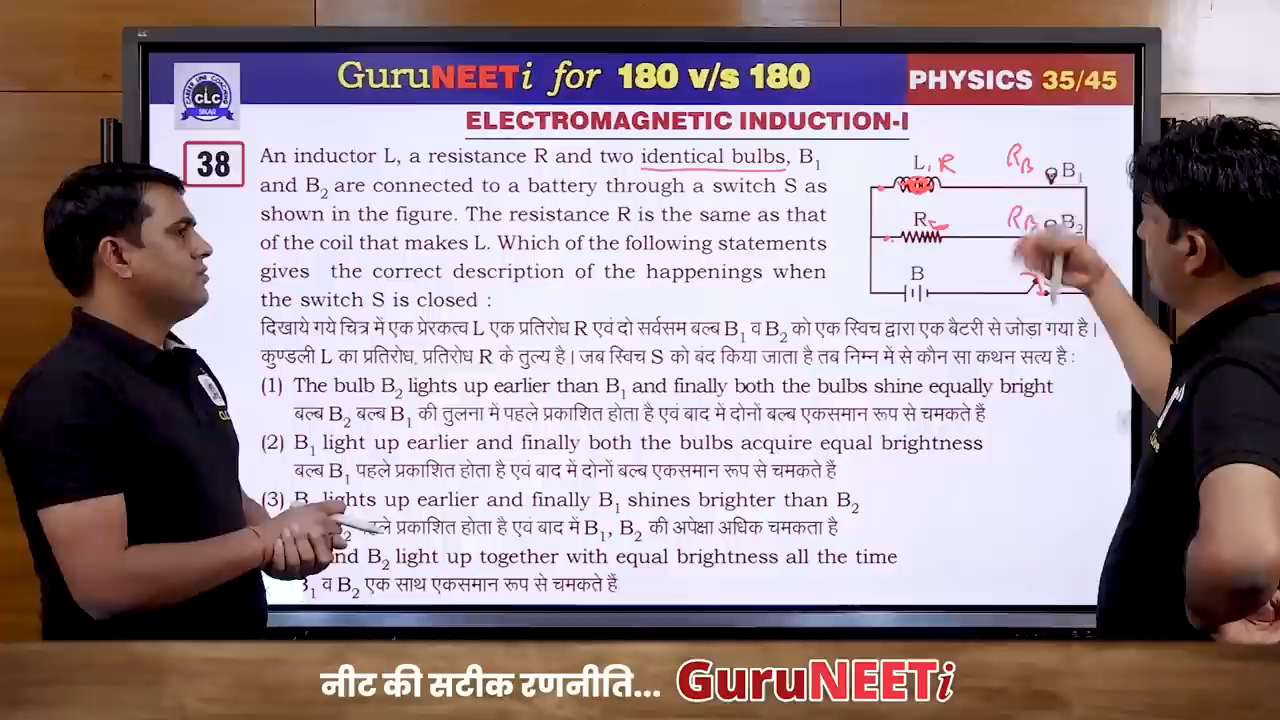 GuruNEETi for 180 v/s 180
PHYSICS 35/45
CLC
SIKAR
ELECTROMAGNETIC INDUCTION-I
38
An inductor L, a resistance R and two identical bulbs, B₁
and B₂ are connected to a battery through a switch S as
shown in the figure. The resistance R is the same as that
of the coil that makes L. Which of the following statements
gives the correct description of the happenings when
the switch S is closed :
L, R
R_B
B₁
R
R_B
B₂
B
दिखाये गये चित्र में एक प्रेरकत्व L एक प्रतिरोध R एवं दो सर्वसम बल्ब B₁ व B₂ को एक स्विच द्वारा एक बैटरी से जोड़ा गया है।
कुण्डली L का प्रतिरोध, प्रतिरोध R के तुल्य है। जब स्विच S को बंद किया जाता है तब निम्न में से कौन सा कथन सत्य है :
(1) The bulb B₂ lights up earlier than B₁ and finally both the bulbs shine equally bright
बल्ब B₂ बल्ब B₁ की तुलना में पहले प्रकाशित होता है एवं बाद में दोनों बल्ब एकसमान रूप से चमकते हैं
(2) B₁ light up earlier and finally both the bulbs acquire equal brightness
बल्ब B₁ पहले प्रकाशित होता है एवं बाद में दोनों बल्ब एकसमान रूप से चमकते हैं
(3) B lights up earlier and finally B₁ shines brighter than B₂
प्रकाशित होता है एवं बाद में B₁, B₂ की अपेक्षा अधिक चमकता है
B₂ light up together with equal brightness all the time
B₁ व B₂ एक साथ एकसमान रूप से चमकते हैं
नीट की सटीक रणनीति... GuruNEETi